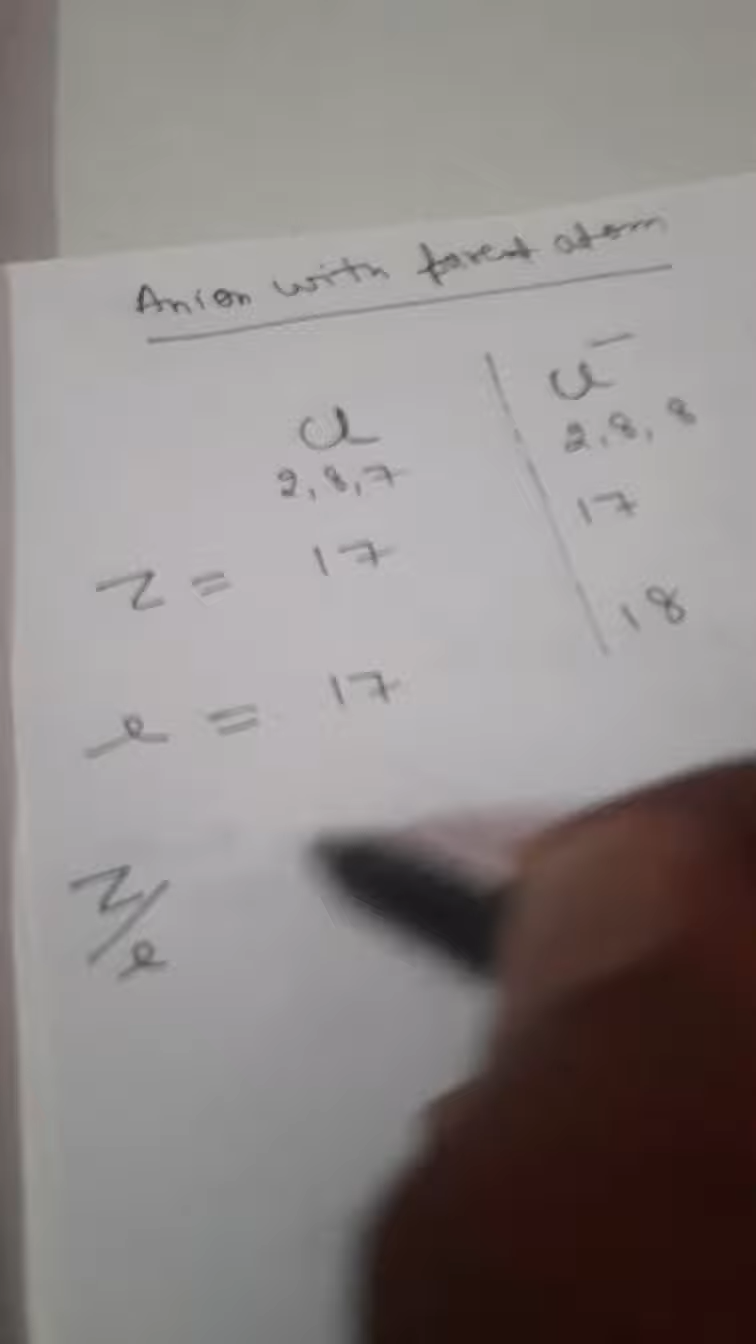 Anion with parent atom
Cl | Cl⁻
2,8,7 2,8,8
Z = 17 17
e = 17 18
Z/e